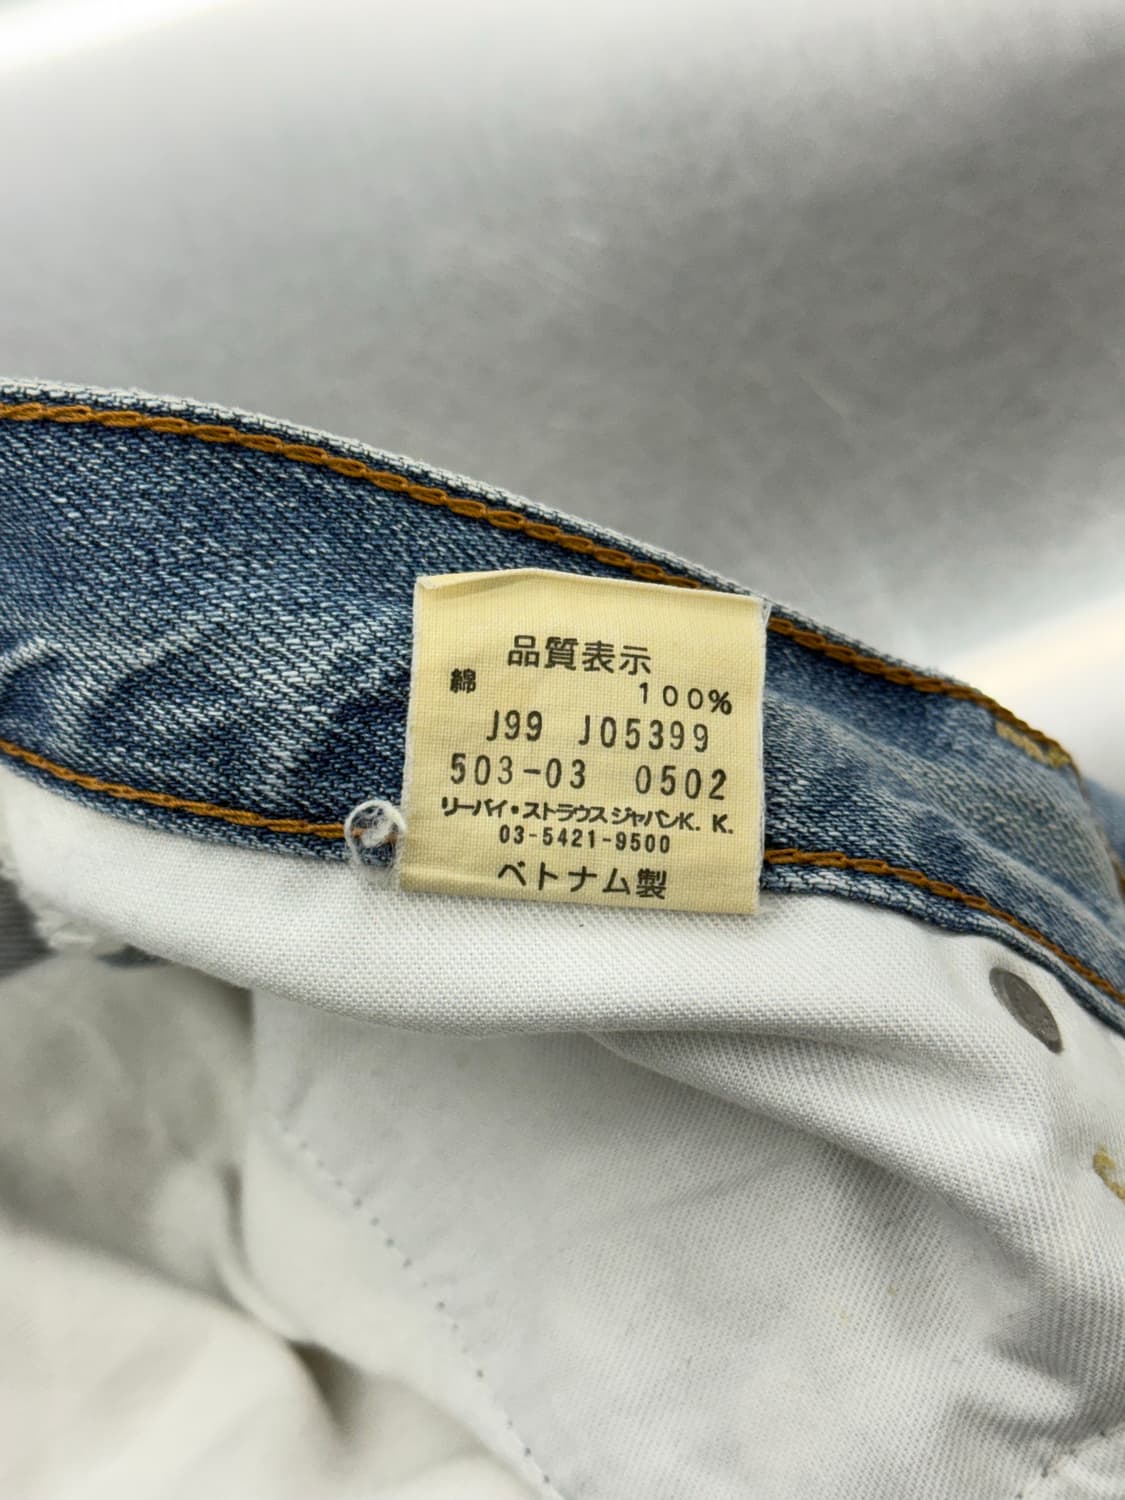 品質表示
綿 100%
J99 J05399
503-03 0502
リーバイ・ストラウス ジャパンK. K.
03-5421-9500
ベトナム製